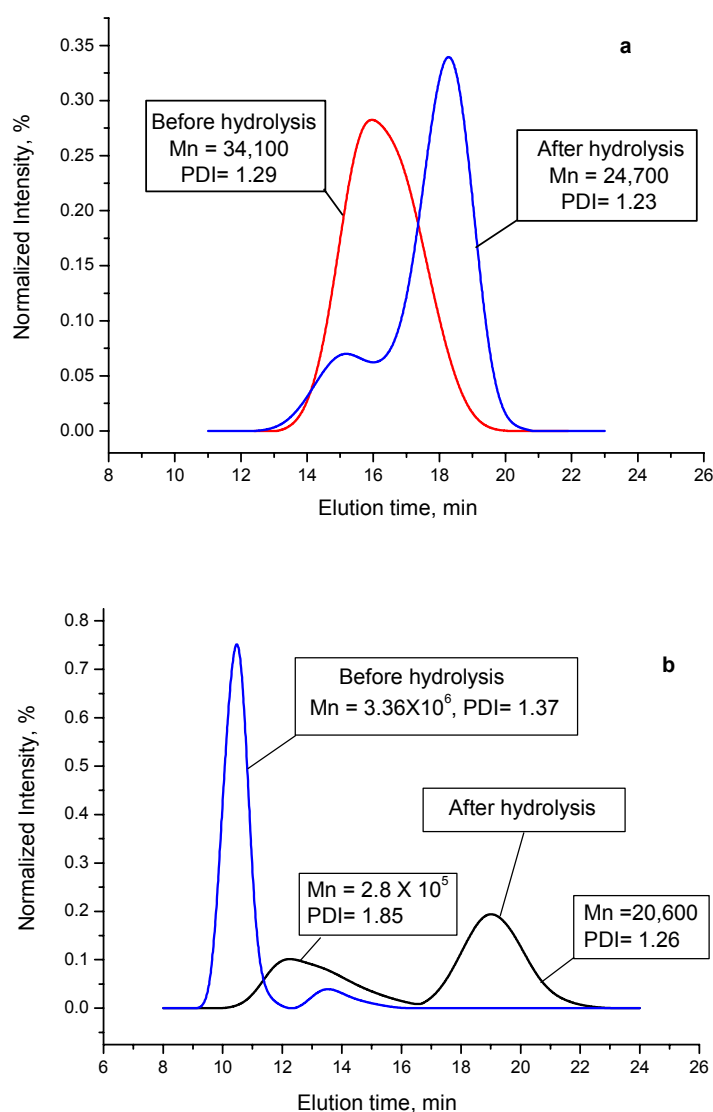 a
0.35
0.30
0.25
0.20
0.15
0.10
0.05
0.00
Normalized Intensity, %
Before hydrolysis
Mn = 34,100
PDI= 1.29
After hydrolysis
Mn = 24,700
PDI= 1.23
8 10 12 14 16 18 20 22 24 26
Elution time, min
b
0.8
0.7
0.6
0.5
0.4
0.3
0.2
0.1
0.0
Normalized Intensity, %
Before hydrolysis
Mn = 3.36X10⁶, PDI= 1.37
After hydrolysis
Mn = 2.8 X 10⁵
PDI= 1.85
Mn =20,600
PDI= 1.26
6 8 10 12 14 16 18 20 22 24 26
Elution time, min